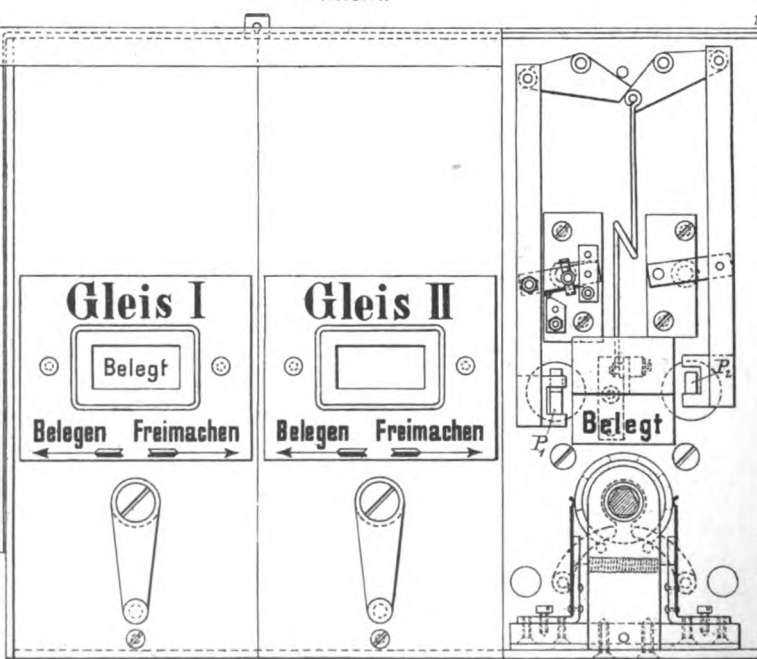 Gleis I
Belegt
Belegen Freimachen
Gleis II
Belegen Freimachen
P₂
Belegt
P₁